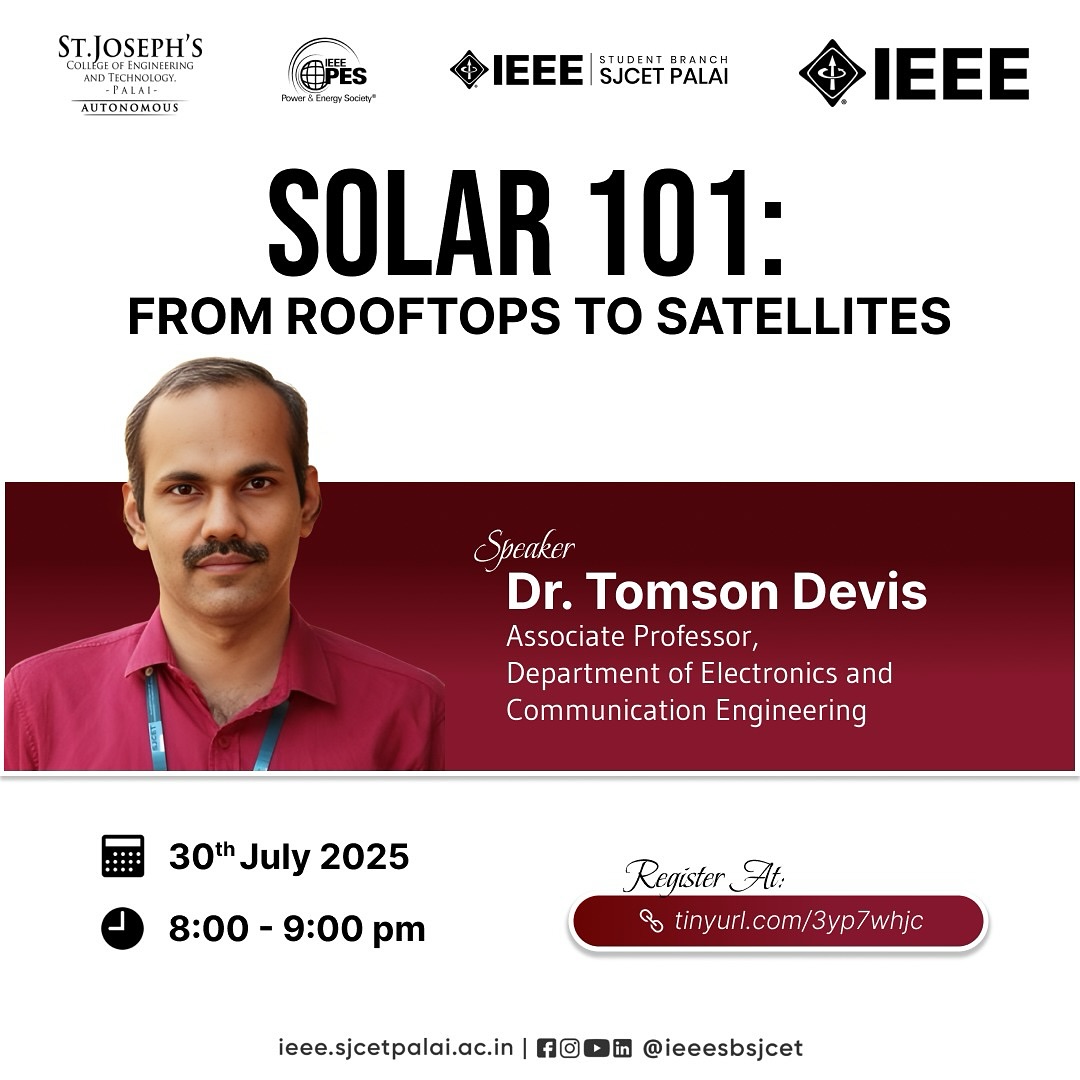 ST.JOSEPH'S
COLLEGE OF ENGINEERING
AND TECHNOLOGY,
- PALAI-
AUTONOMOUS
IEEE
PES
Power & Energy Society®
IEEE
STUDENT BRANCH
SJCET PALAI
IEEE
SOLAR 101:
FROM ROOFTOPS TO SATELLITES
Speaker
Dr. Tomson Devis
Associate Professor,
Department of Electronics and
Communication Engineering
SJCET
30th July 2025
8:00 - 9:00 pm
Register At:
tinyurl.com/3yp7whjc
ieee.sjcetpalai.ac.in | @ieeesbsjcet